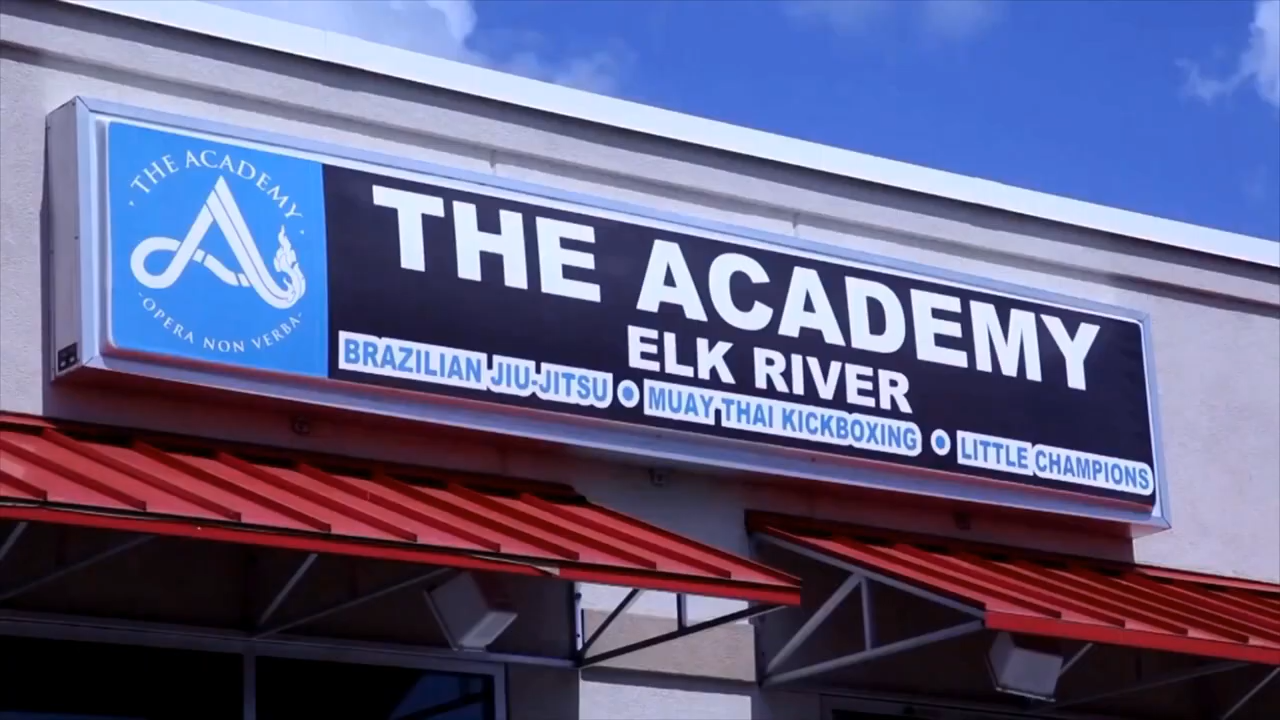 · THE ACADEMY ·
· OPERA NON VERBA ·
THE ACADEMY
ELK RIVER
BRAZILIAN JIU-JITSU • MUAY THAI KICKBOXING • LITTLE CHAMPIONS